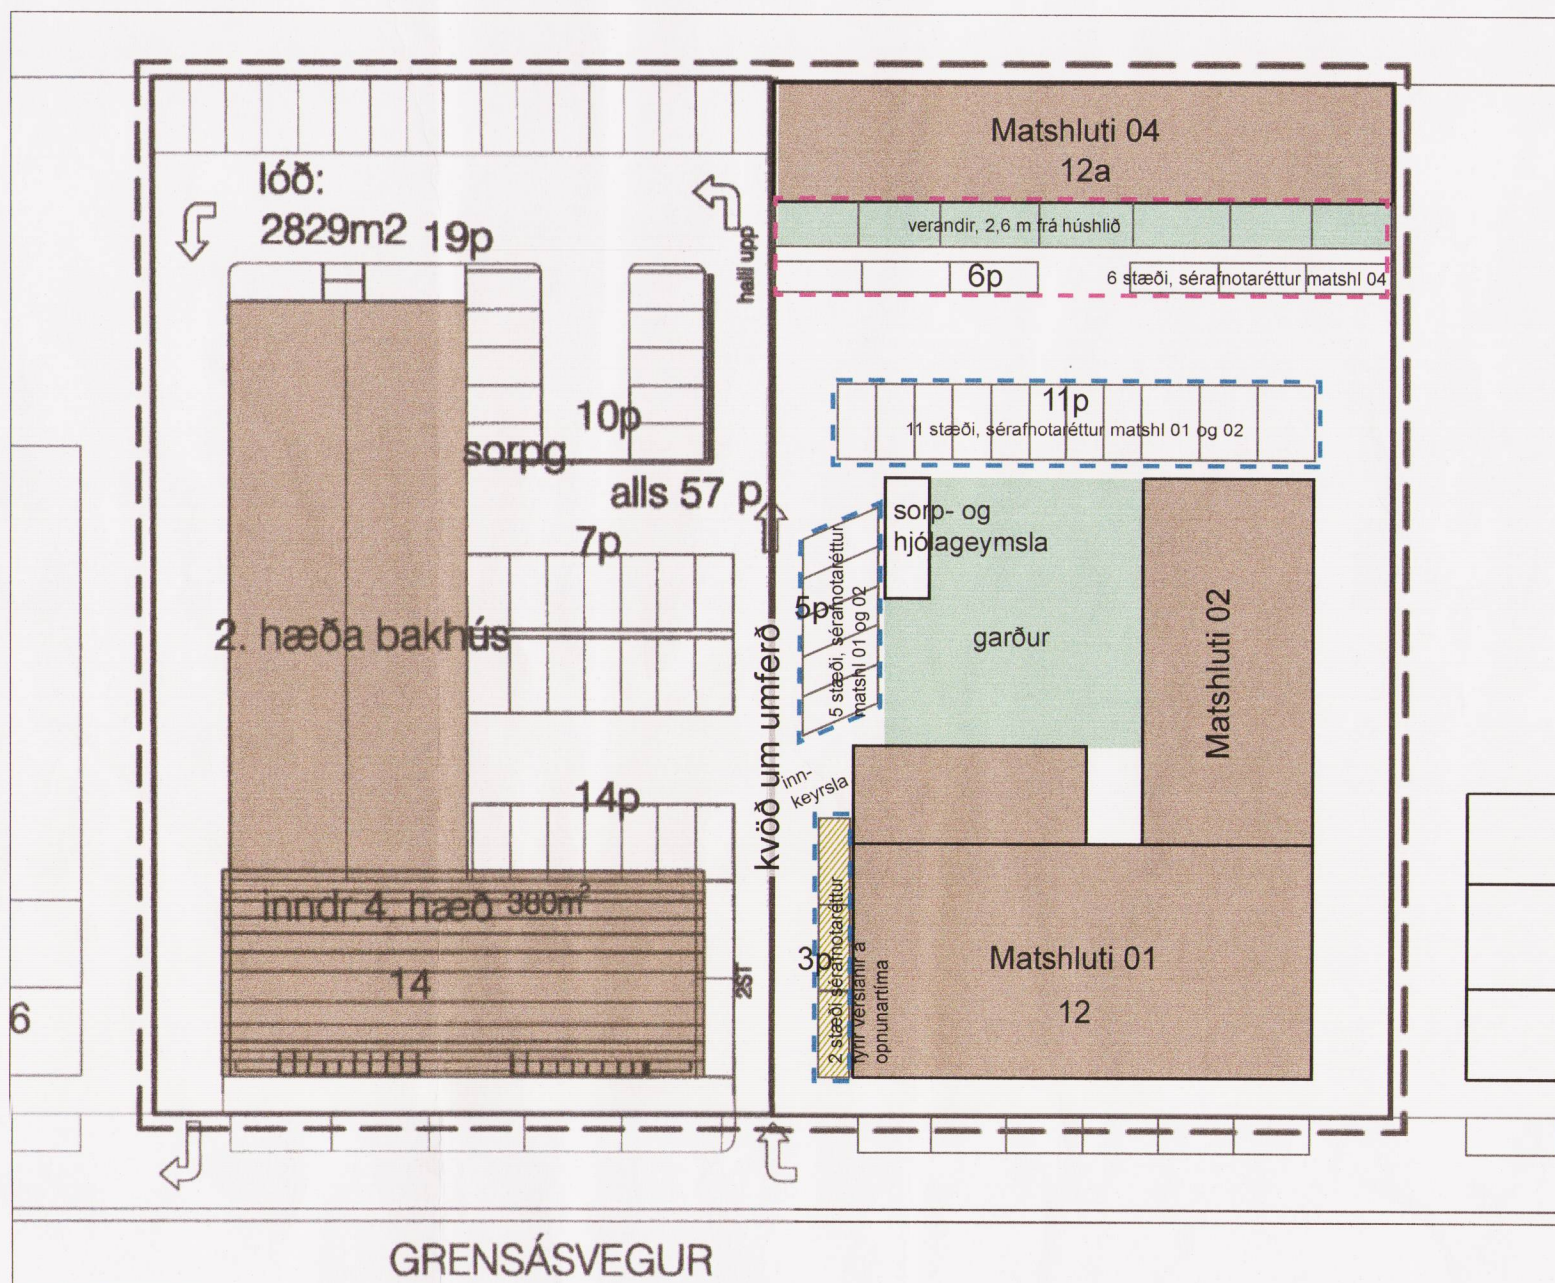 Matshluti 04
12a
lóð:
2829m2
19p
halli upp
verandir, 2,6 m frá húshlið
6p
6 stæði, sérafnotaréttur matshl 04
11p
11 stæði, sérafnotaréttur matshl 01 og 02
10p
sorpg.
alls 57 p
7p
sorp- og
hjólageymsla
5p
5 stæði, sérafnotaréttur
matshl 01 og 02
garður
Matshluti 02
2. hæða bakhús
kvöð um umferð
inn-
keyrsla
14p
inndr. 4. hæð 380m²
14
2ST
3p
2 stæði sérafnotaréttur
fyrir verslanir á
opnunartíma
Matshluti 01
12
6
GRENSÁSVEGUR